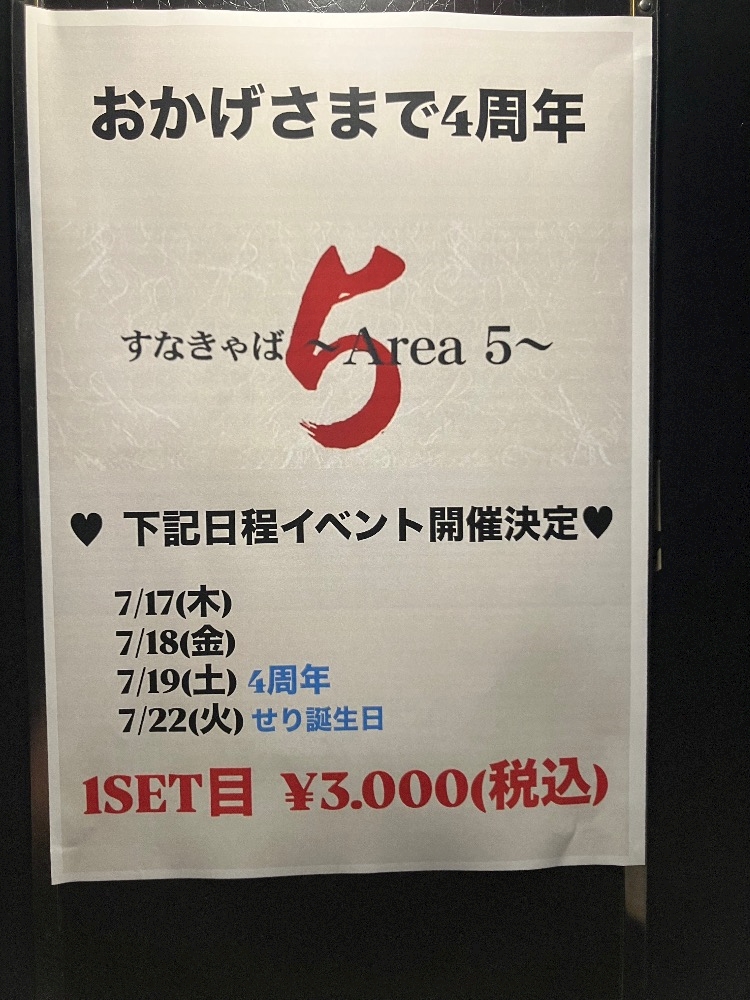 おかげさまで4周年
5
すなきゃば ～Area 5～
♥ 下記日程イベント開催決定♥
7/17(木)
7/18(金)
7/19(土) 4周年
7/22(火) せり誕生日
1SET目 ¥3.000(税込)